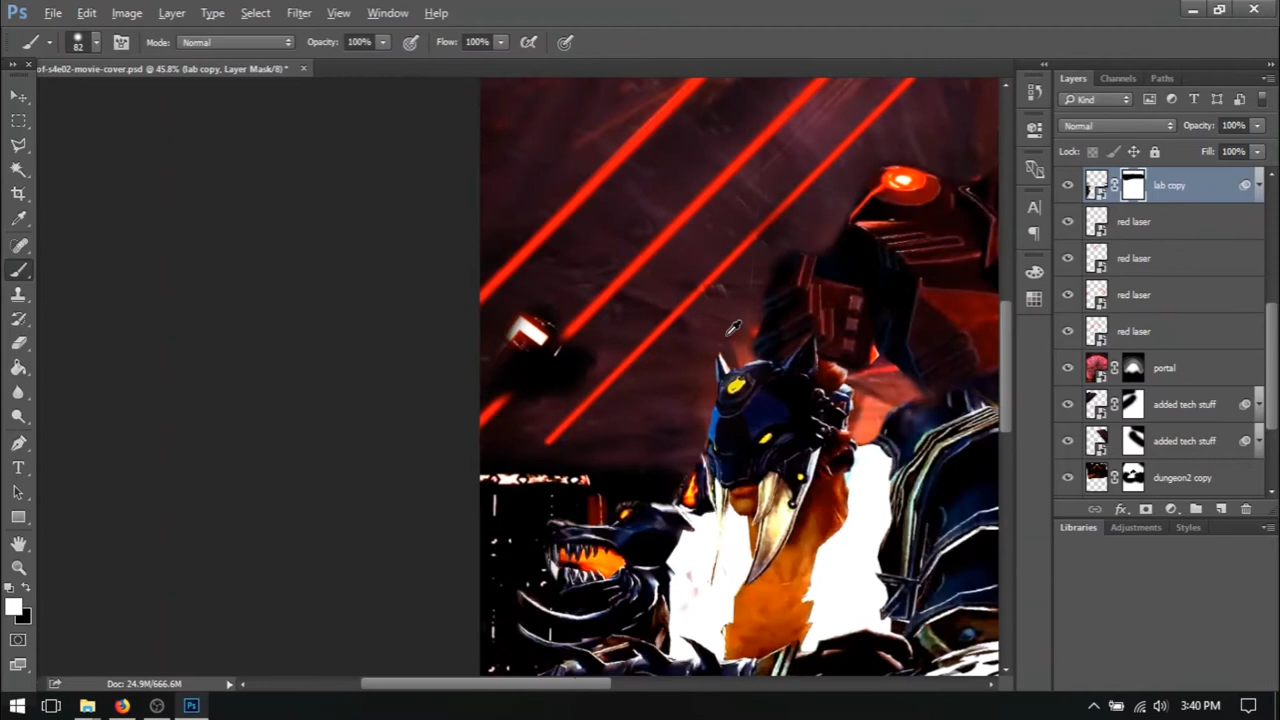 Ps File Edit Image Layer Type Select Filter View Window Help
82 Mode: Normal Opacity: 100% Flow: 100%
of-s4e02-movie-cover.psd @ 45.8% (lab copy, Layer Mask/8) * ×
Layers Channels Paths
Kind
Normal Opacity: 100%
Lock: Fill: 100%
lab copy
red laser
red laser
red laser
red laser
portal
added tech stuff
added tech stuff
dungeon2 copy
fx
Libraries Adjustments Styles
Doc: 24.9M/666.6M
Ps 3:40 PM